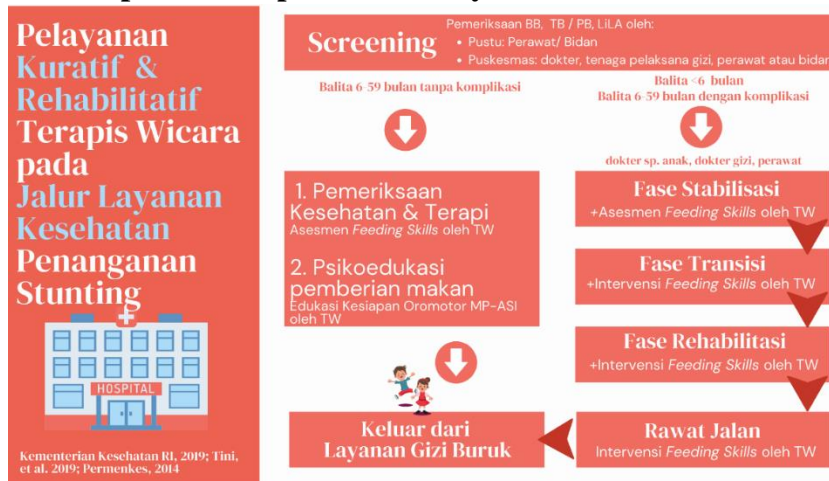 Pelayanan
Kuratif &
Rehabilitatif
Terapis Wicara
pada
Jalur Layanan
Kesehatan
Penanganan
Stunting
HOSPITAL
Kementerian Kesehatan RI, 2019; Tini,
et al. 2019; Permenkes, 2014
Screening
Pemeriksaan BB, TB / PB, LiLA oleh:
• Pustu: Perawat/ Bidan
• Puskesmas: dokter, tenaga pelaksana gizi, perawat atau bidan
Balita 6-59 bulan tanpa komplikasi
1. Pemeriksaan
Kesehatan & Terapi
Asesmen Feeding Skills oleh TW
2. Psikoedukasi
pemberian makan
Edukasi Kesiapan Oromotor MP-ASI
oleh TW
Balita <6 bulan
Balita 6-59 bulan dengan komplikasi
dokter sp. anak, dokter gizi, perawat
Fase Stabilisasi
+Asesmen Feeding Skills oleh TW
Fase Transisi
+Intervensi Feeding Skills oleh TW
Fase Rehabilitasi
+Intervensi Feeding Skills oleh TW
Rawat Jalan
Intervensi Feeding Skills oleh TW
Keluar dari
Layanan Gizi Buruk